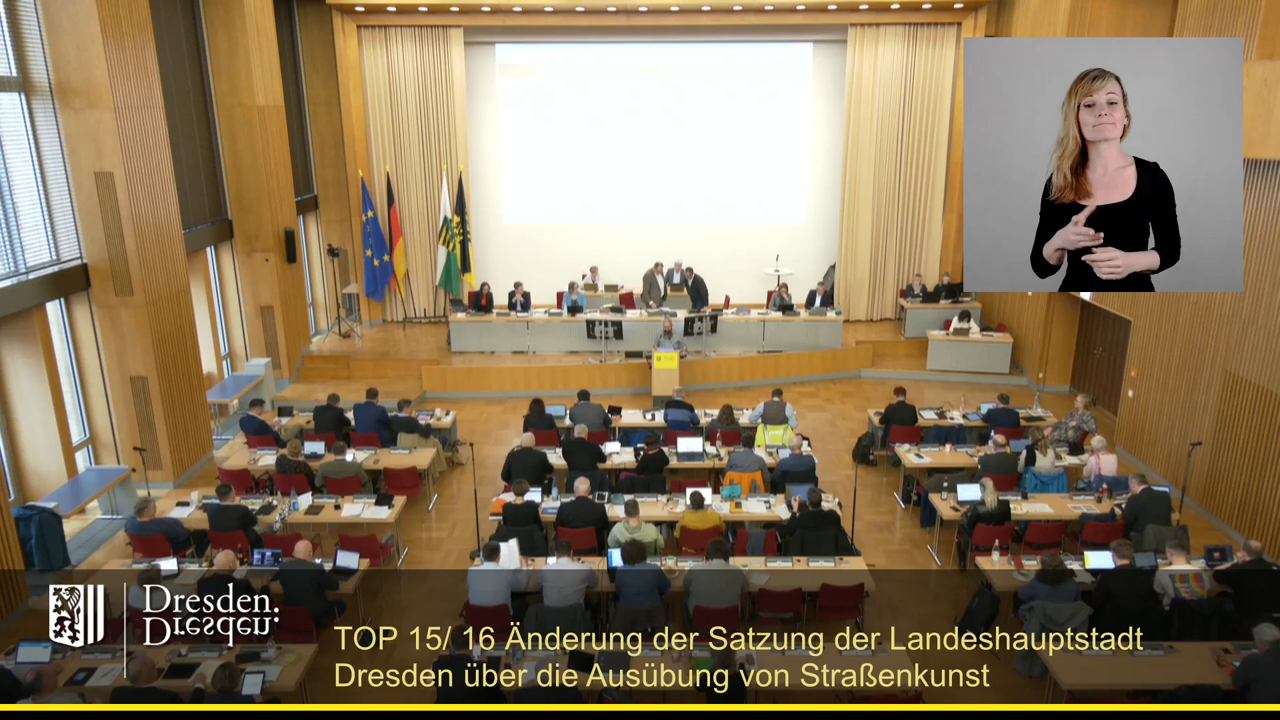 Dresden.
Dresden.
TOP 15/ 16 Änderung der Satzung der Landeshauptstadt
Dresden über die Ausübung von Straßenkunst